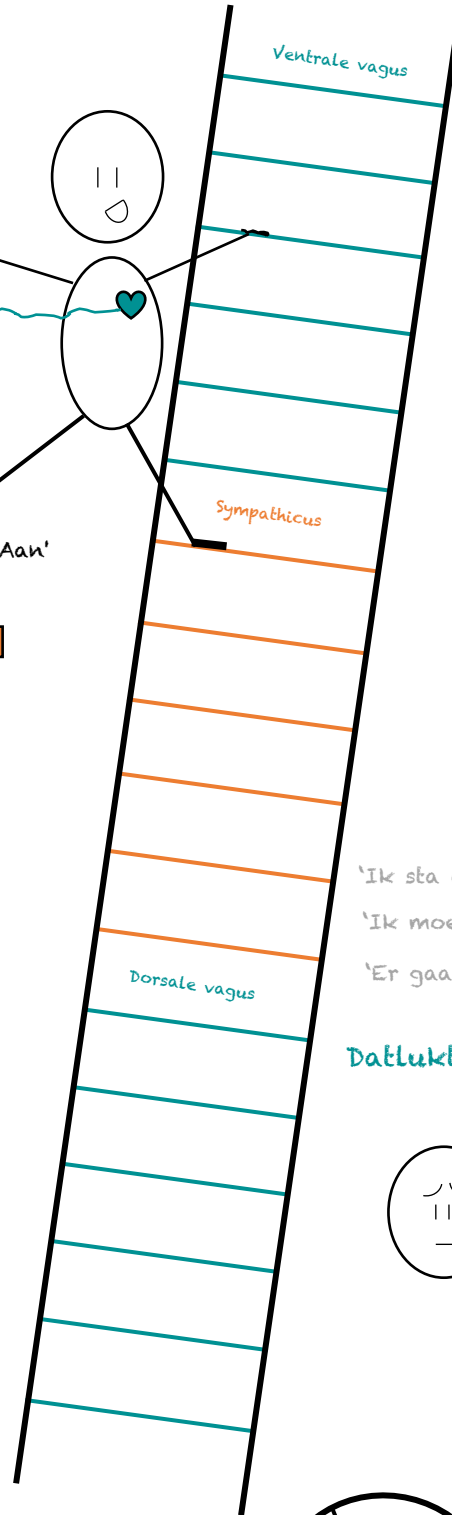 Ventrale vagus
Sympathicus
Aan'
'Ik sta
'Ik moe
'Er gaa
Dorsale vagus
Datlukt